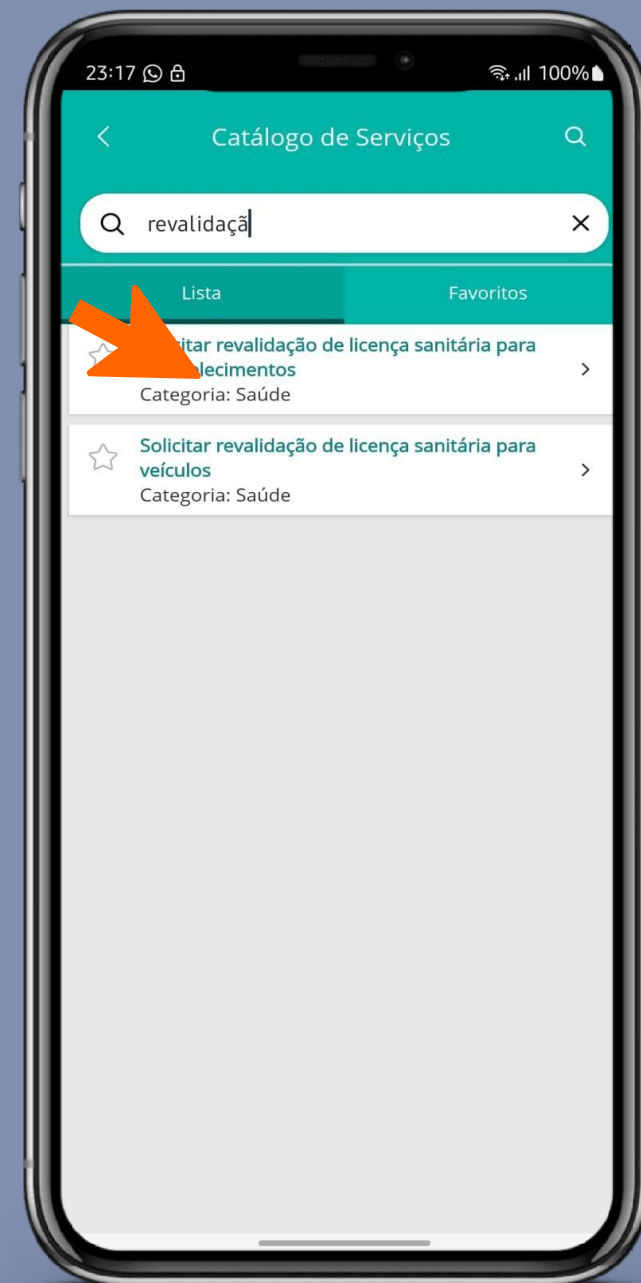 23:17
100%
Catálogo de Serviços
revalidaçã
Lista
Favoritos
citar revalidação de licença sanitária para
lecimentos
Categoria: Saúde
Solicitar revalidação de licença sanitária para
veículos
Categoria: Saúde